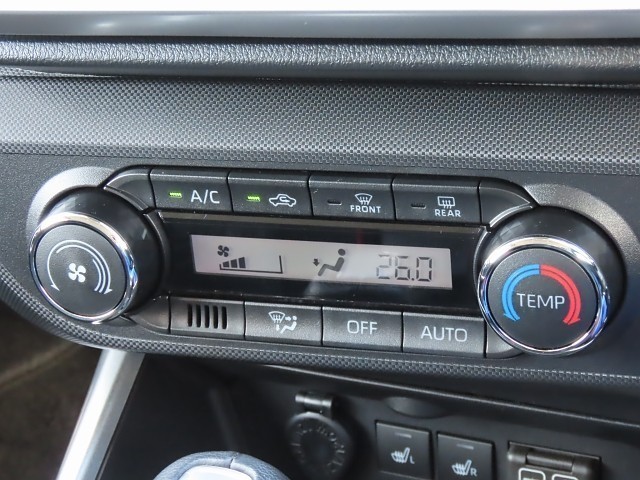 A/C
FRONT
REAR
26.0
TEMP
OFF
AUTO
L
R